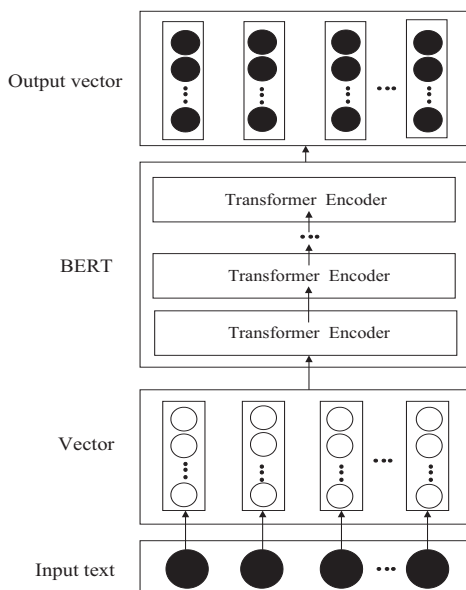 Output vector
Transformer Encoder
BERT
Transformer Encoder
Transformer Encoder
Vector
Input text